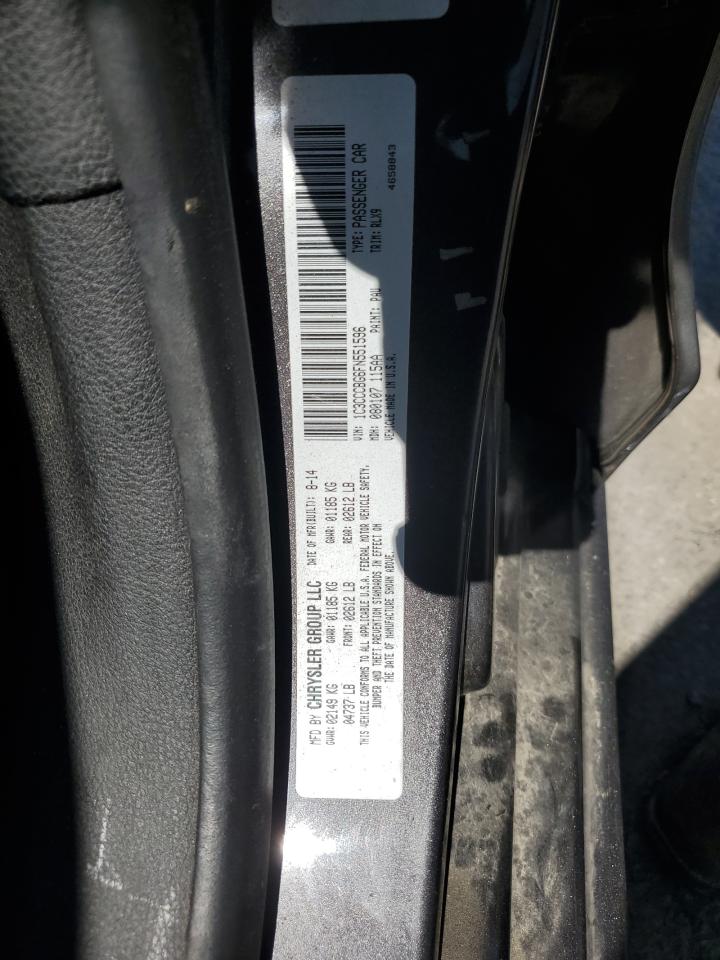 MFD BY CHRYSLER GROUP LLC DATE OF MFR(BUILT): 8-14
GVWR: 02149 KG GAWR: 01185 KG GAWR: 01185 KG
04737 LB FRONT: 02612 LB REAR: 02612 LB
THIS VEHICLE CONFORMS TO ALL APPLICABLE U.S.A. FEDERAL MOTOR VEHICLE SAFETY,
BUMPER AND THEFT PREVENTION STANDARDS IN EFFECT ON
THE DATE OF MANUFACTURE SHOWN ABOVE.
VIN: 1C3CCCBG6FN551596 TYPE: PASSENGER CAR
MDH: 080107 115AA PAINT: PAU TRIM: RLX9
VEHICLE MADE IN U.S.A. 4658843